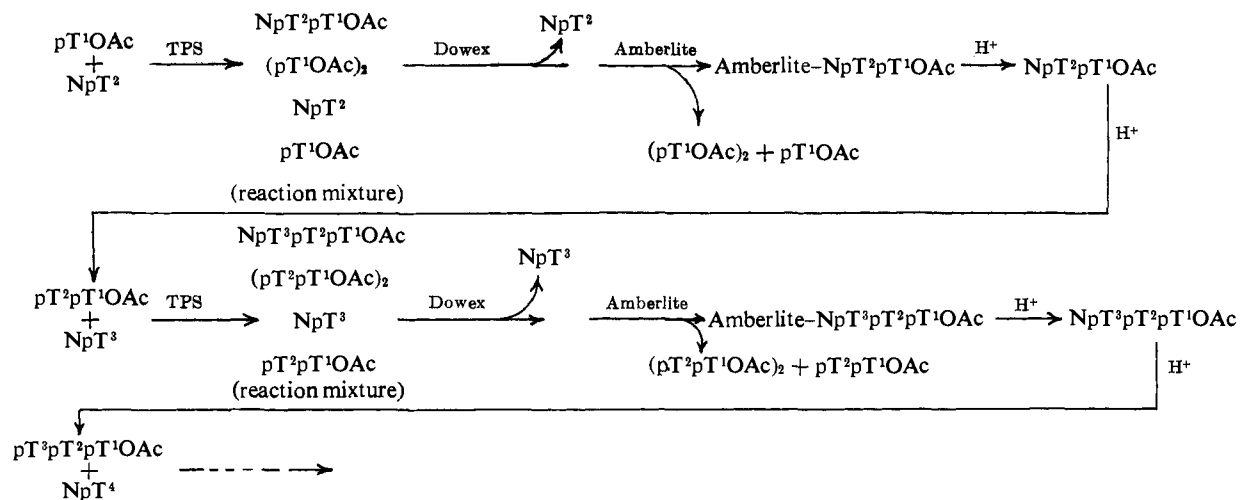 pT¹OAc
+
NpT²
TPS
NpT²pT¹OAc
(pT¹OAc)₂
NpT²
pT¹OAc
(reaction mixture)
Dowex
NpT²
Amberlite
(pT¹OAc)₂ + pT¹OAc
Amberlite–NpT²pT¹OAc
H⁺
NpT²pT¹OAc
H⁺
pT²pT¹OAc
+
NpT³
TPS
NpT³pT²pT¹OAc
(pT²pT¹OAc)₂
NpT³
pT²pT¹OAc
(reaction mixture)
Dowex
NpT³
Amberlite
(pT²pT¹OAc)₂ + pT²pT¹OAc
Amberlite–NpT³pT²pT¹OAc
H⁺
NpT³pT²pT¹OAc
H⁺
pT³pT²pT¹OAc
+
NpT⁴